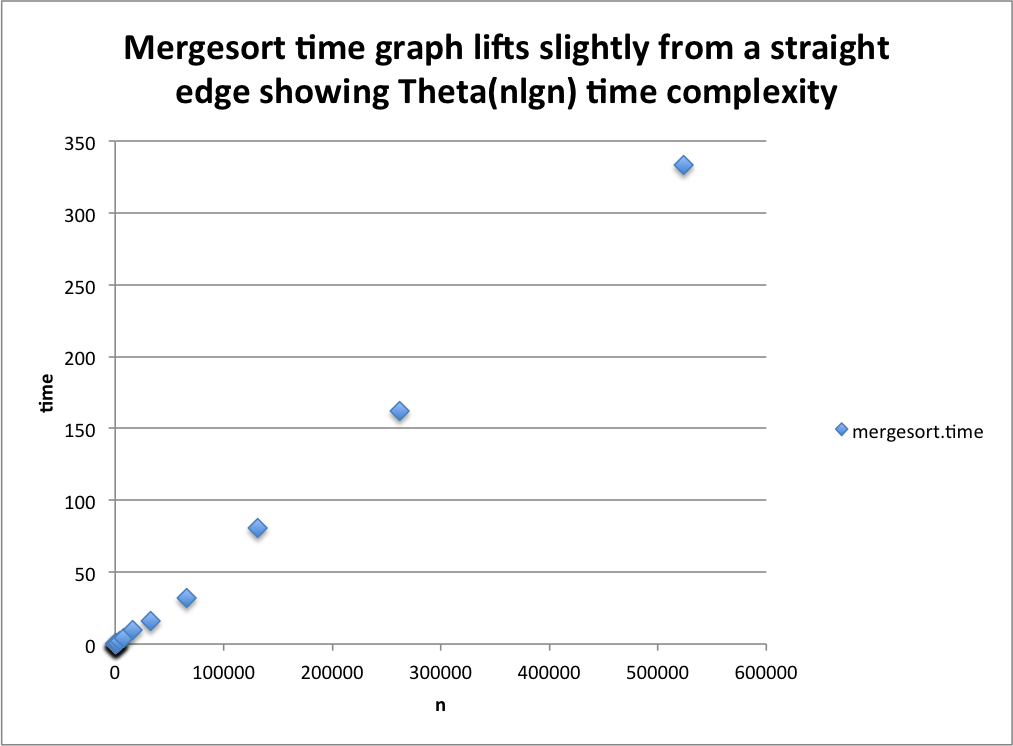 Mergesort time graph lifts slightly from a straight
edge showing Theta(nlgn) time complexity
350
300
250
200
150
100
50
0
time
mergesort.time
0 100000 200000 300000 400000 500000 600000
n